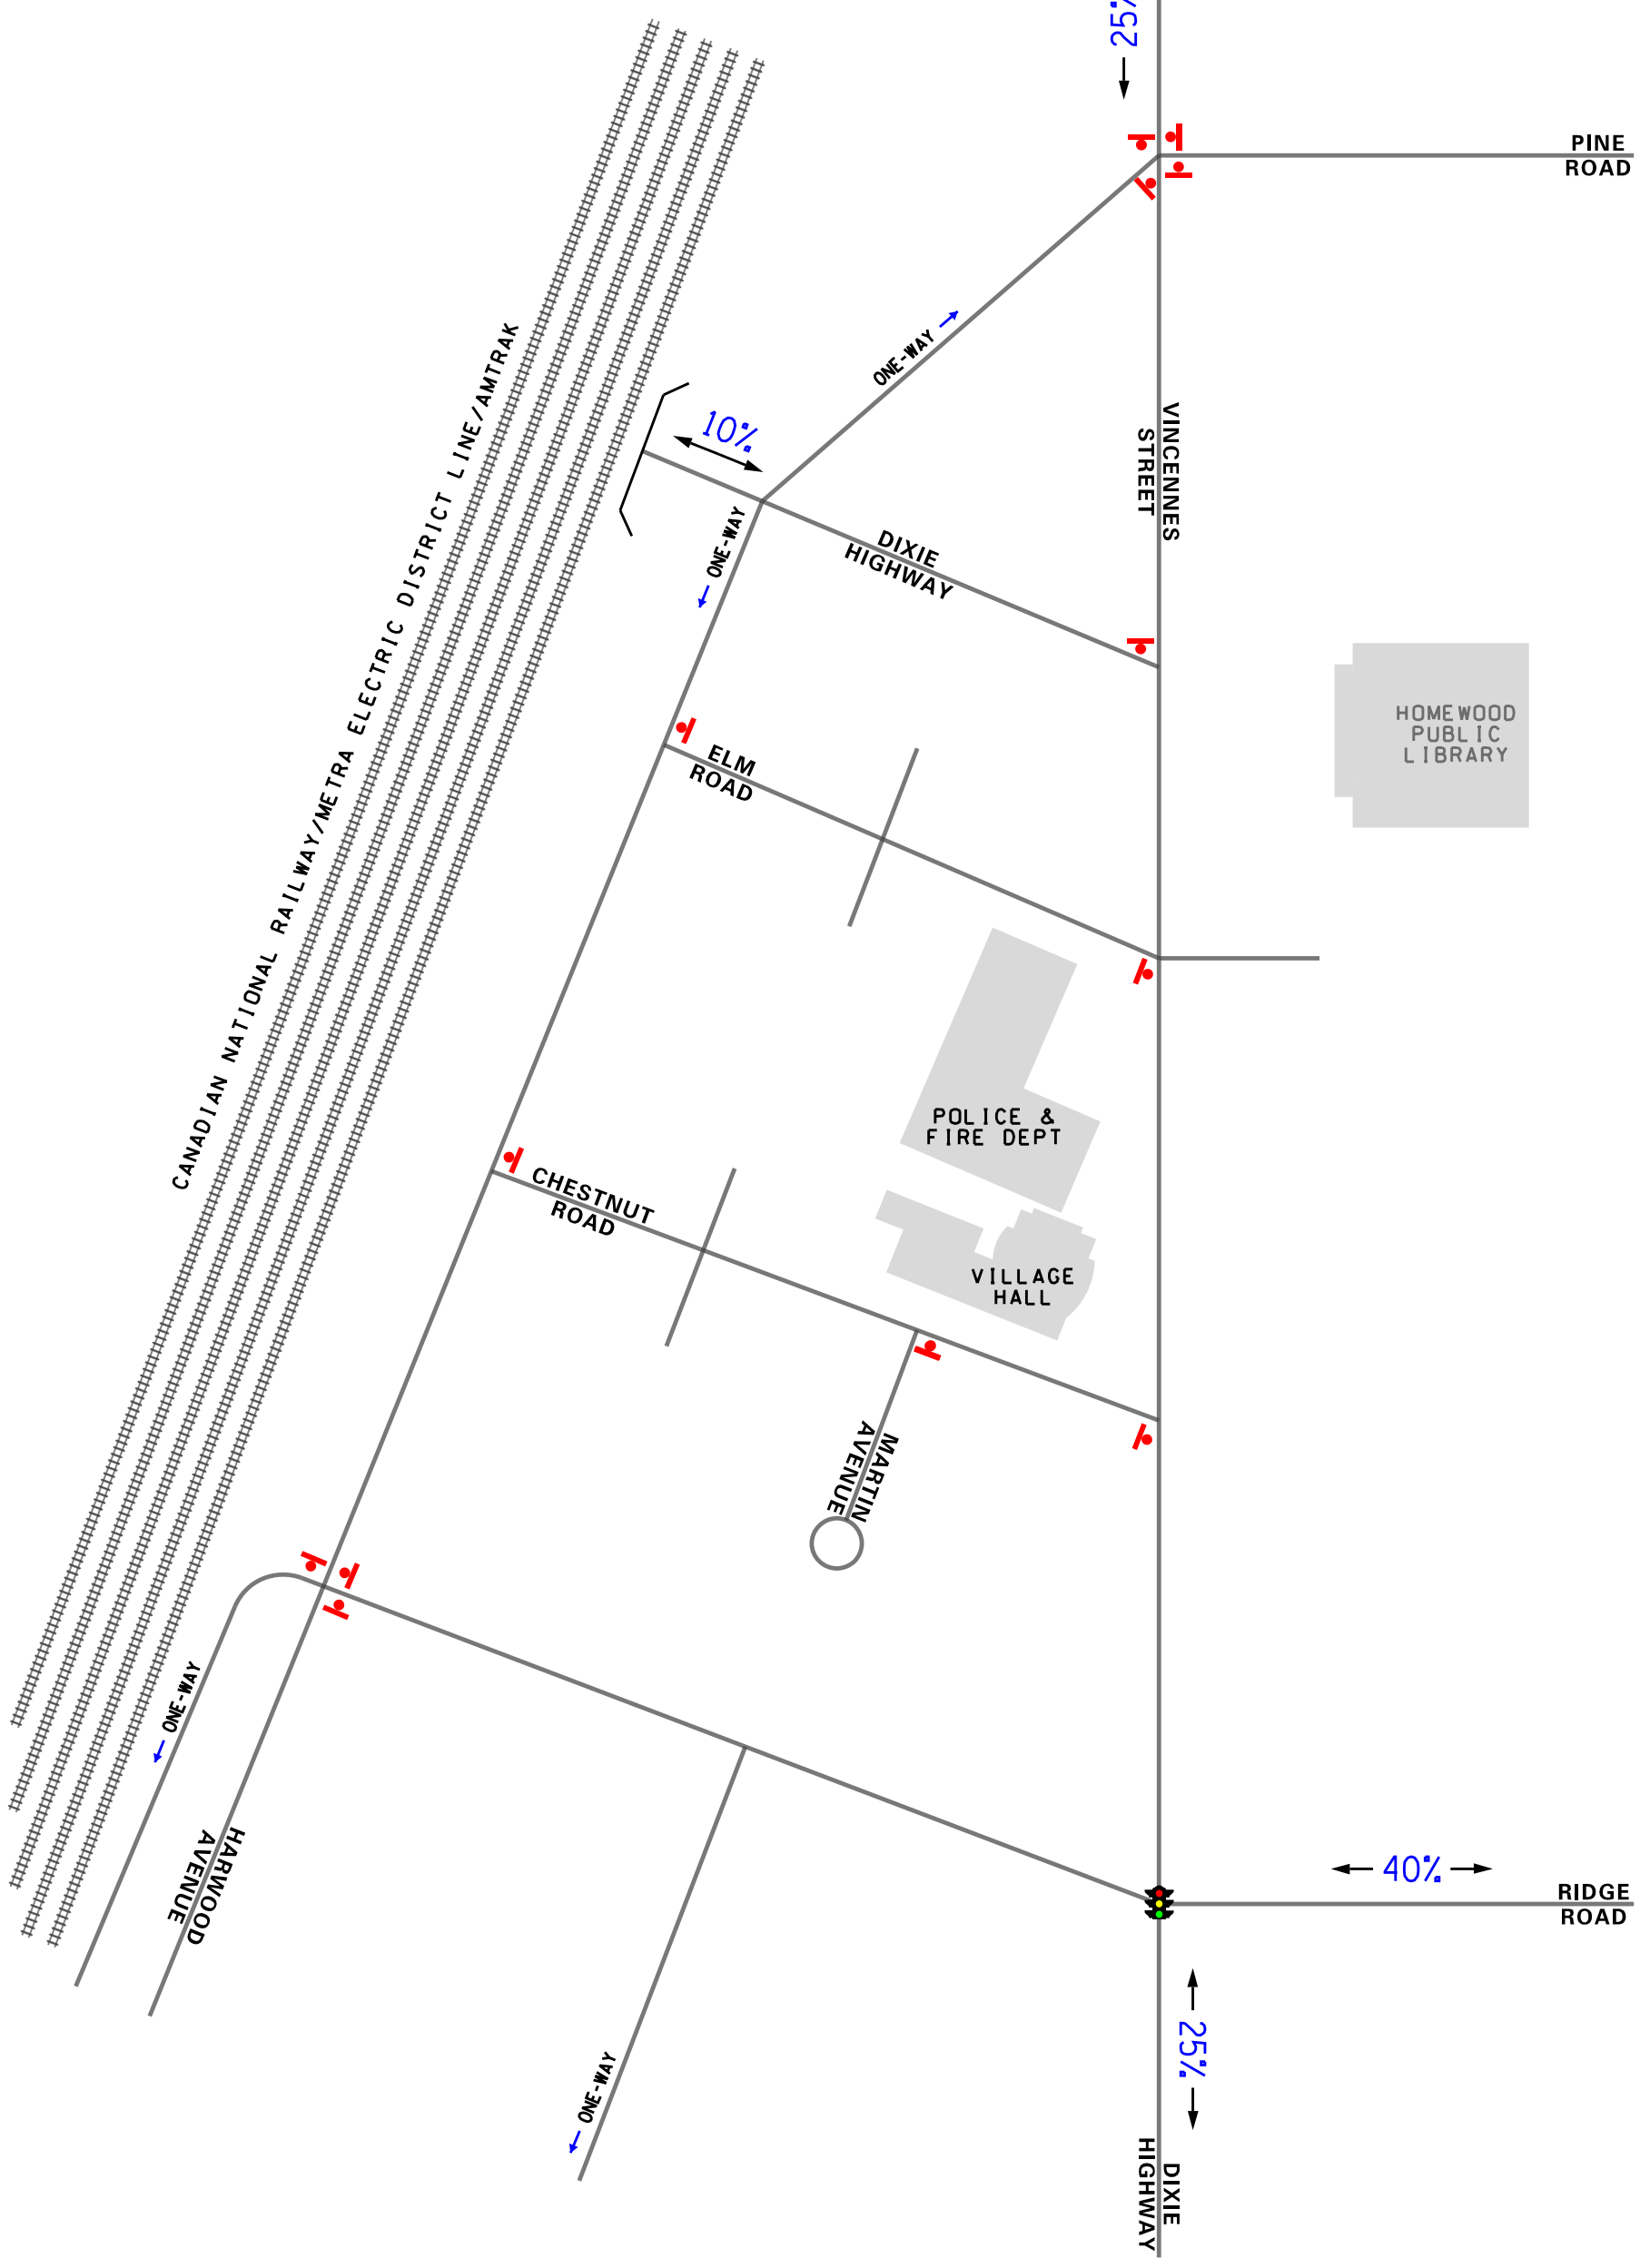 25%
PINE
ROAD
CANADIAN NATIONAL RAILWAY/METRA ELECTRIC DISTRICT LINE/AMTRAK
ONE-WAY
10%
VINCENNES
STREET
ONE-WAY
DIXIE
HIGHWAY
HOMEWOOD
PUBLIC
LIBRARY
ELM
ROAD
POLICE &
FIRE DEPT
CHESTNUT
ROAD
VILLAGE
HALL
MARTIN
AVENUE
ONE-WAY
HARWOOD
AVENUE
40%
RIDGE
ROAD
25%
ONE-WAY
DIXIE
HIGHWAY